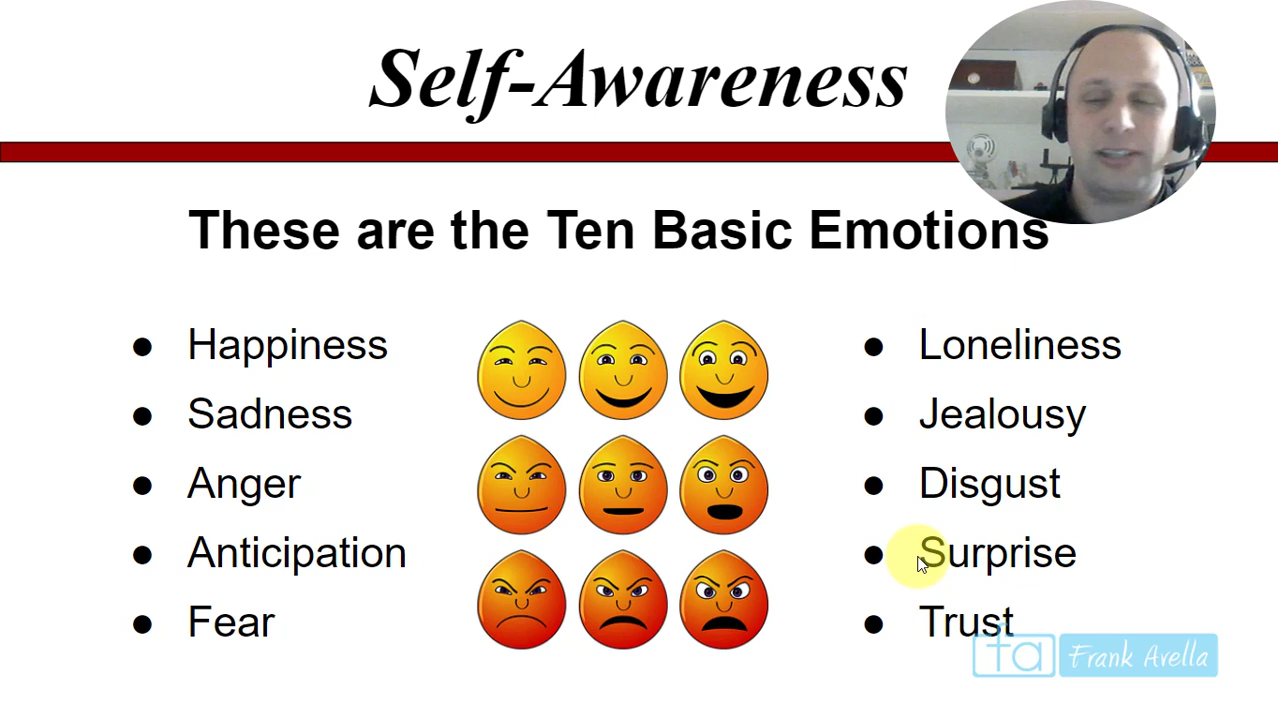 Self-Awareness
These are the Ten Basic Emotions
● Happiness
● Sadness
● Anger
● Anticipation
● Fear
● Loneliness
● Jealousy
● Disgust
● Surprise
● Trust
fa Frank Avella